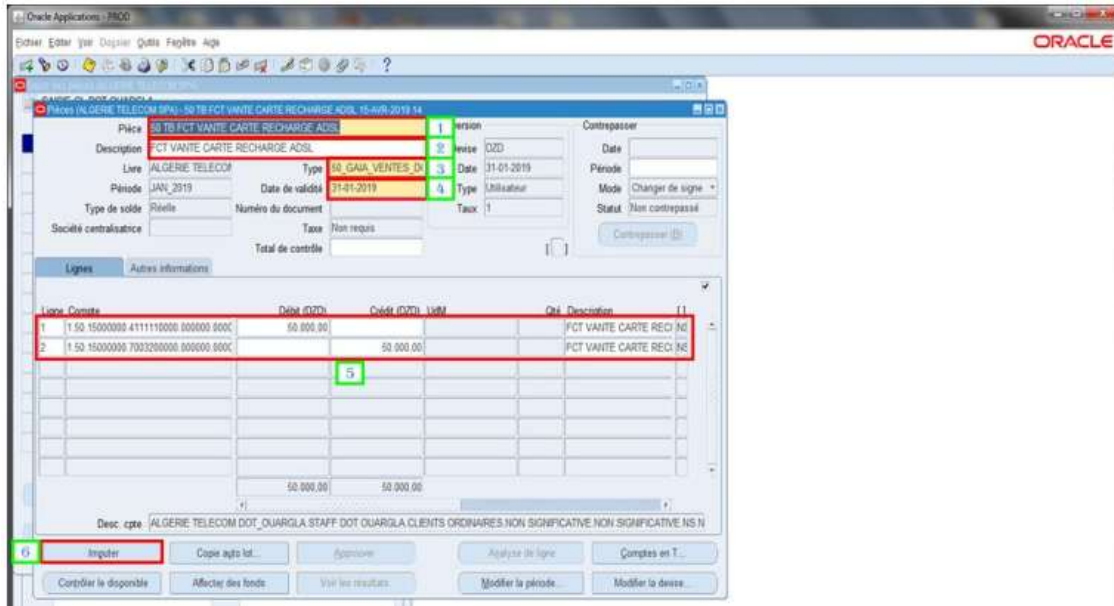 Oracle Applications - PROD
Fichier Editer Voir Dossier Outils Fenêtre Aide
ORACLE
Pièces (ALGERIE TELECOM SPA) - 50 TB FCT VANTE CARTE RECHARGE ADSL 15-AVR-2019 14
Pièce 50 TB FCT VANTE CARTE RECHARGE ADSL 1
Description FCT VANTE CARTE RECHARGE ADSL 2
Livre ALGERIE TELECOM Type 50_GAIA_VENTES_D 3
Période JAN_2019 Date de validité 31-01-2019 4
Type de solde Réelle Numéro du document
Société centralisatrice Taxe Non requis
Total de contrôle
ersion
Devise DZD
Date 31-01-2019
Type Utilisateur
Taux 1
[ ]
Contrepasser
Date
Période
Mode Changer de signe
Statut Non contrepassé
Contrepasser
Lignes Autres informations
Ligne Compte Débit (DZD) Crédit (DZD) UdM Qté Description [ ]
1 1.50.15000000.4111110000.000000.000C 50.000,00 FCT VANTE CARTE RECI NS
2 1.50.15000000.7003200000.000000.000C 50.000,00 FCT VANTE CARTE RECI NS
5
50.000,00 50.000,00
Desc. cpte ALGERIE TELECOM.DOT_OUARGLA.STAFF DOT OUARGLA.CLIENTS ORDINAIRES.NON SIGNIFICATIVE.NON SIGNIFICATIVE.NS.N
6 Imputer Copie auto lot... Approuver Analyse de ligne Comptes en T...
Contrôler le disponible Affecter des fonds Voir les résultats Modifier la période... Modifier la devise...